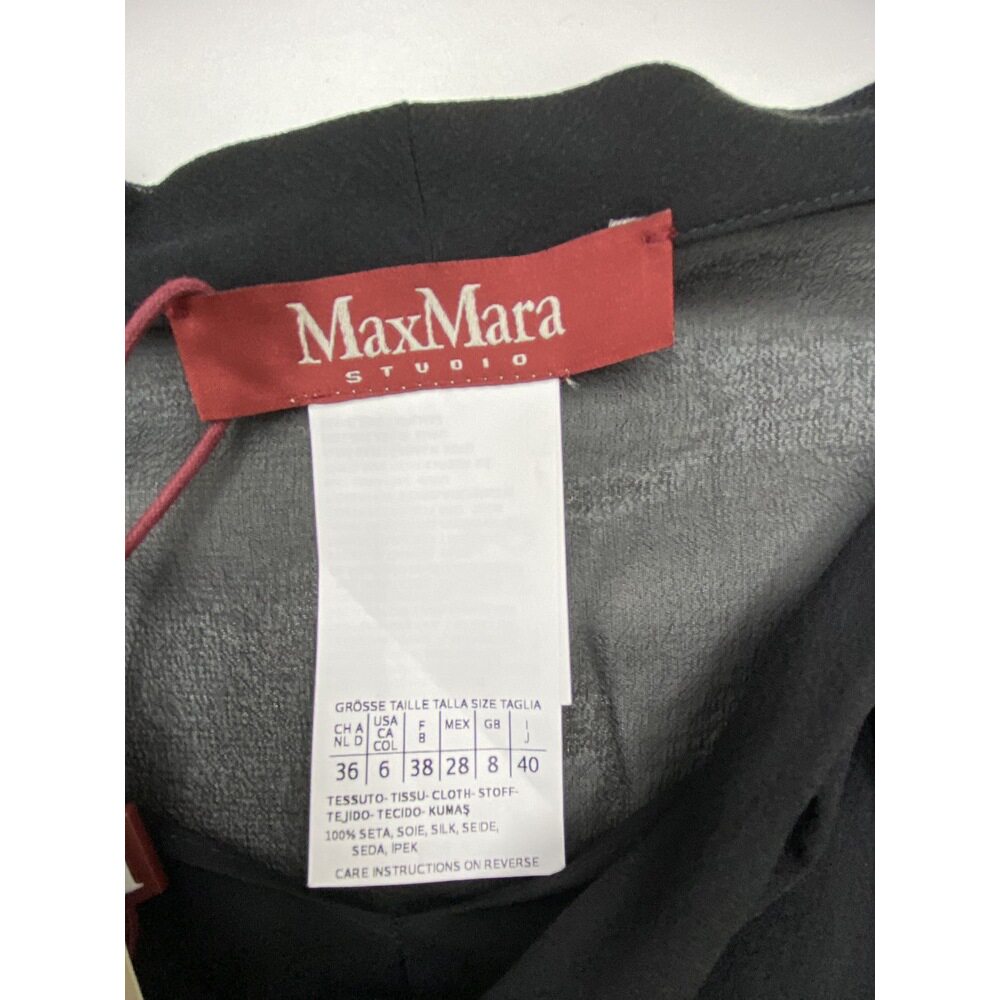 MaxMara
STUDIO
GRÖSSE TAILLE TALLA SIZE TAGLIA
CH A NL D USA CA COL F B MEX GB I J
36 6 38 28 8 40
TESSUTO-TISSU-CLOTH-STOFF-
TEJIDO-TECIDO-KUMAŞ
100% SETA, SOIE, SILK, SEIDE,
SEDA, IPEK
CARE INSTRUCTIONS ON REVERSE